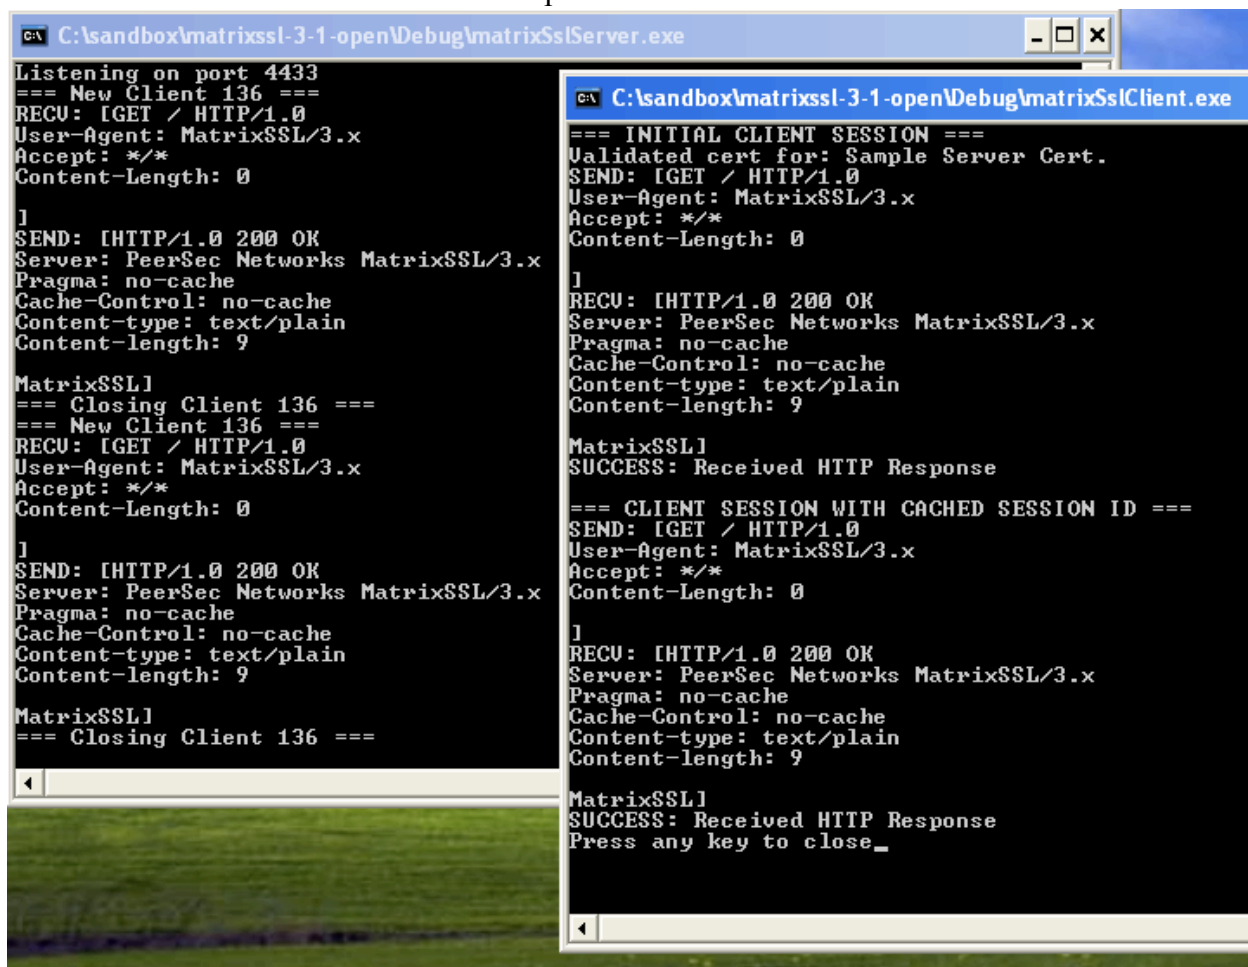 C:\sandbox\matrixssl-3-1-open\Debug\matrixSslServer.exe
Listening on port 4433
=== New Client 136 ===
RECV: [GET / HTTP/1.0
User-Agent: MatrixSSL/3.x
Accept: */*
Content-Length: 0
]
SEND: [HTTP/1.0 200 OK
Server: PeerSec Networks MatrixSSL/3.x
Pragma: no-cache
Cache-Control: no-cache
Content-type: text/plain
Content-length: 9
MatrixSSL]
=== Closing Client 136 ===
=== New Client 136 ===
RECV: [GET / HTTP/1.0
User-Agent: MatrixSSL/3.x
Accept: */*
Content-Length: 0
]
SEND: [HTTP/1.0 200 OK
Server: PeerSec Networks MatrixSSL/3.x
Pragma: no-cache
Cache-Control: no-cache
Content-type: text/plain
Content-length: 9
MatrixSSL]
=== Closing Client 136 ===
C:\sandbox\matrixssl-3-1-open\Debug\matrixSslClient.exe
=== INITIAL CLIENT SESSION ===
Validated cert for: Sample Server Cert.
SEND: [GET / HTTP/1.0
User-Agent: MatrixSSL/3.x
Accept: */*
Content-Length: 0
]
RECV: [HTTP/1.0 200 OK
Server: PeerSec Networks MatrixSSL/3.x
Pragma: no-cache
Cache-Control: no-cache
Content-type: text/plain
Content-length: 9
MatrixSSL]
SUCCESS: Received HTTP Response
=== CLIENT SESSION WITH CACHED SESSION ID ===
SEND: [GET / HTTP/1.0
User-Agent: MatrixSSL/3.x
Accept: */*
Content-Length: 0
]
RECV: [HTTP/1.0 200 OK
Server: PeerSec Networks MatrixSSL/3.x
Pragma: no-cache
Cache-Control: no-cache
Content-type: text/plain
Content-length: 9
MatrixSSL]
SUCCESS: Received HTTP Response
Press any key to close_